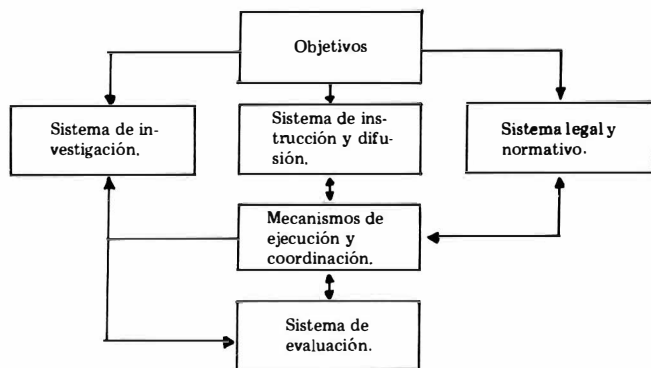 Objetivos
Sistema de in-
vestigación.
Sistema de ins-
trucción y difu-
sión.
Sistema legal y
normativo.
Mecanismos de
ejecución y
coordinación.
Sistema de
evaluación.